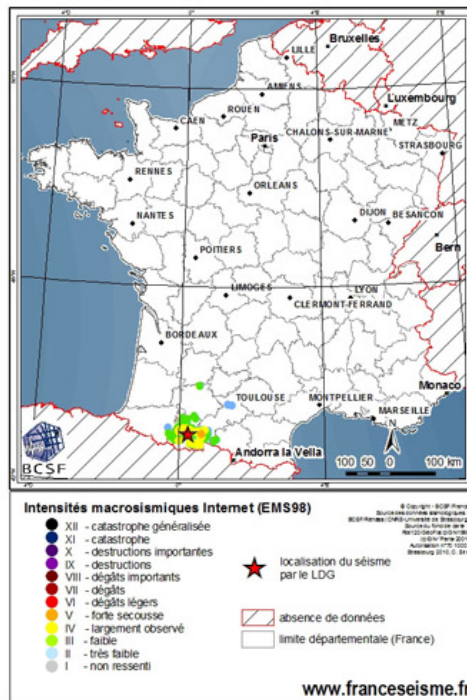 Bruxelles
LILLE
AMIENS
Luxembourg
ROUEN
METZ
CAEN
CHALONS-SUR-MARNE
Paris
STRASBOURG
RENNES
ORLEANS
NANTES
DIJON
BESANCON
Bern
POITIERS
LIMOGES
LYON
CLERMONT-FERRAND
BORDEAUX
Monaco
TOULOUSE
MONTPELLIER
MARSEILLE
N
Andorra la Vella
BCSF
100 50 0 100 km
Intensités macrosismiques Internet (EMS98)
XII - catastrophe généralisée
XI - catastrophe
X - destructions importantes
IX - destructions
VIII - dégâts importants
VII - dégâts
VI - dégâts légers
V - forte secousse
IV - largement observé
III - faible
II - très faible
I - non ressenti
localisation du séisme
par le LDG
absence de données
limite départementale (France)
www.franceseisme.fr